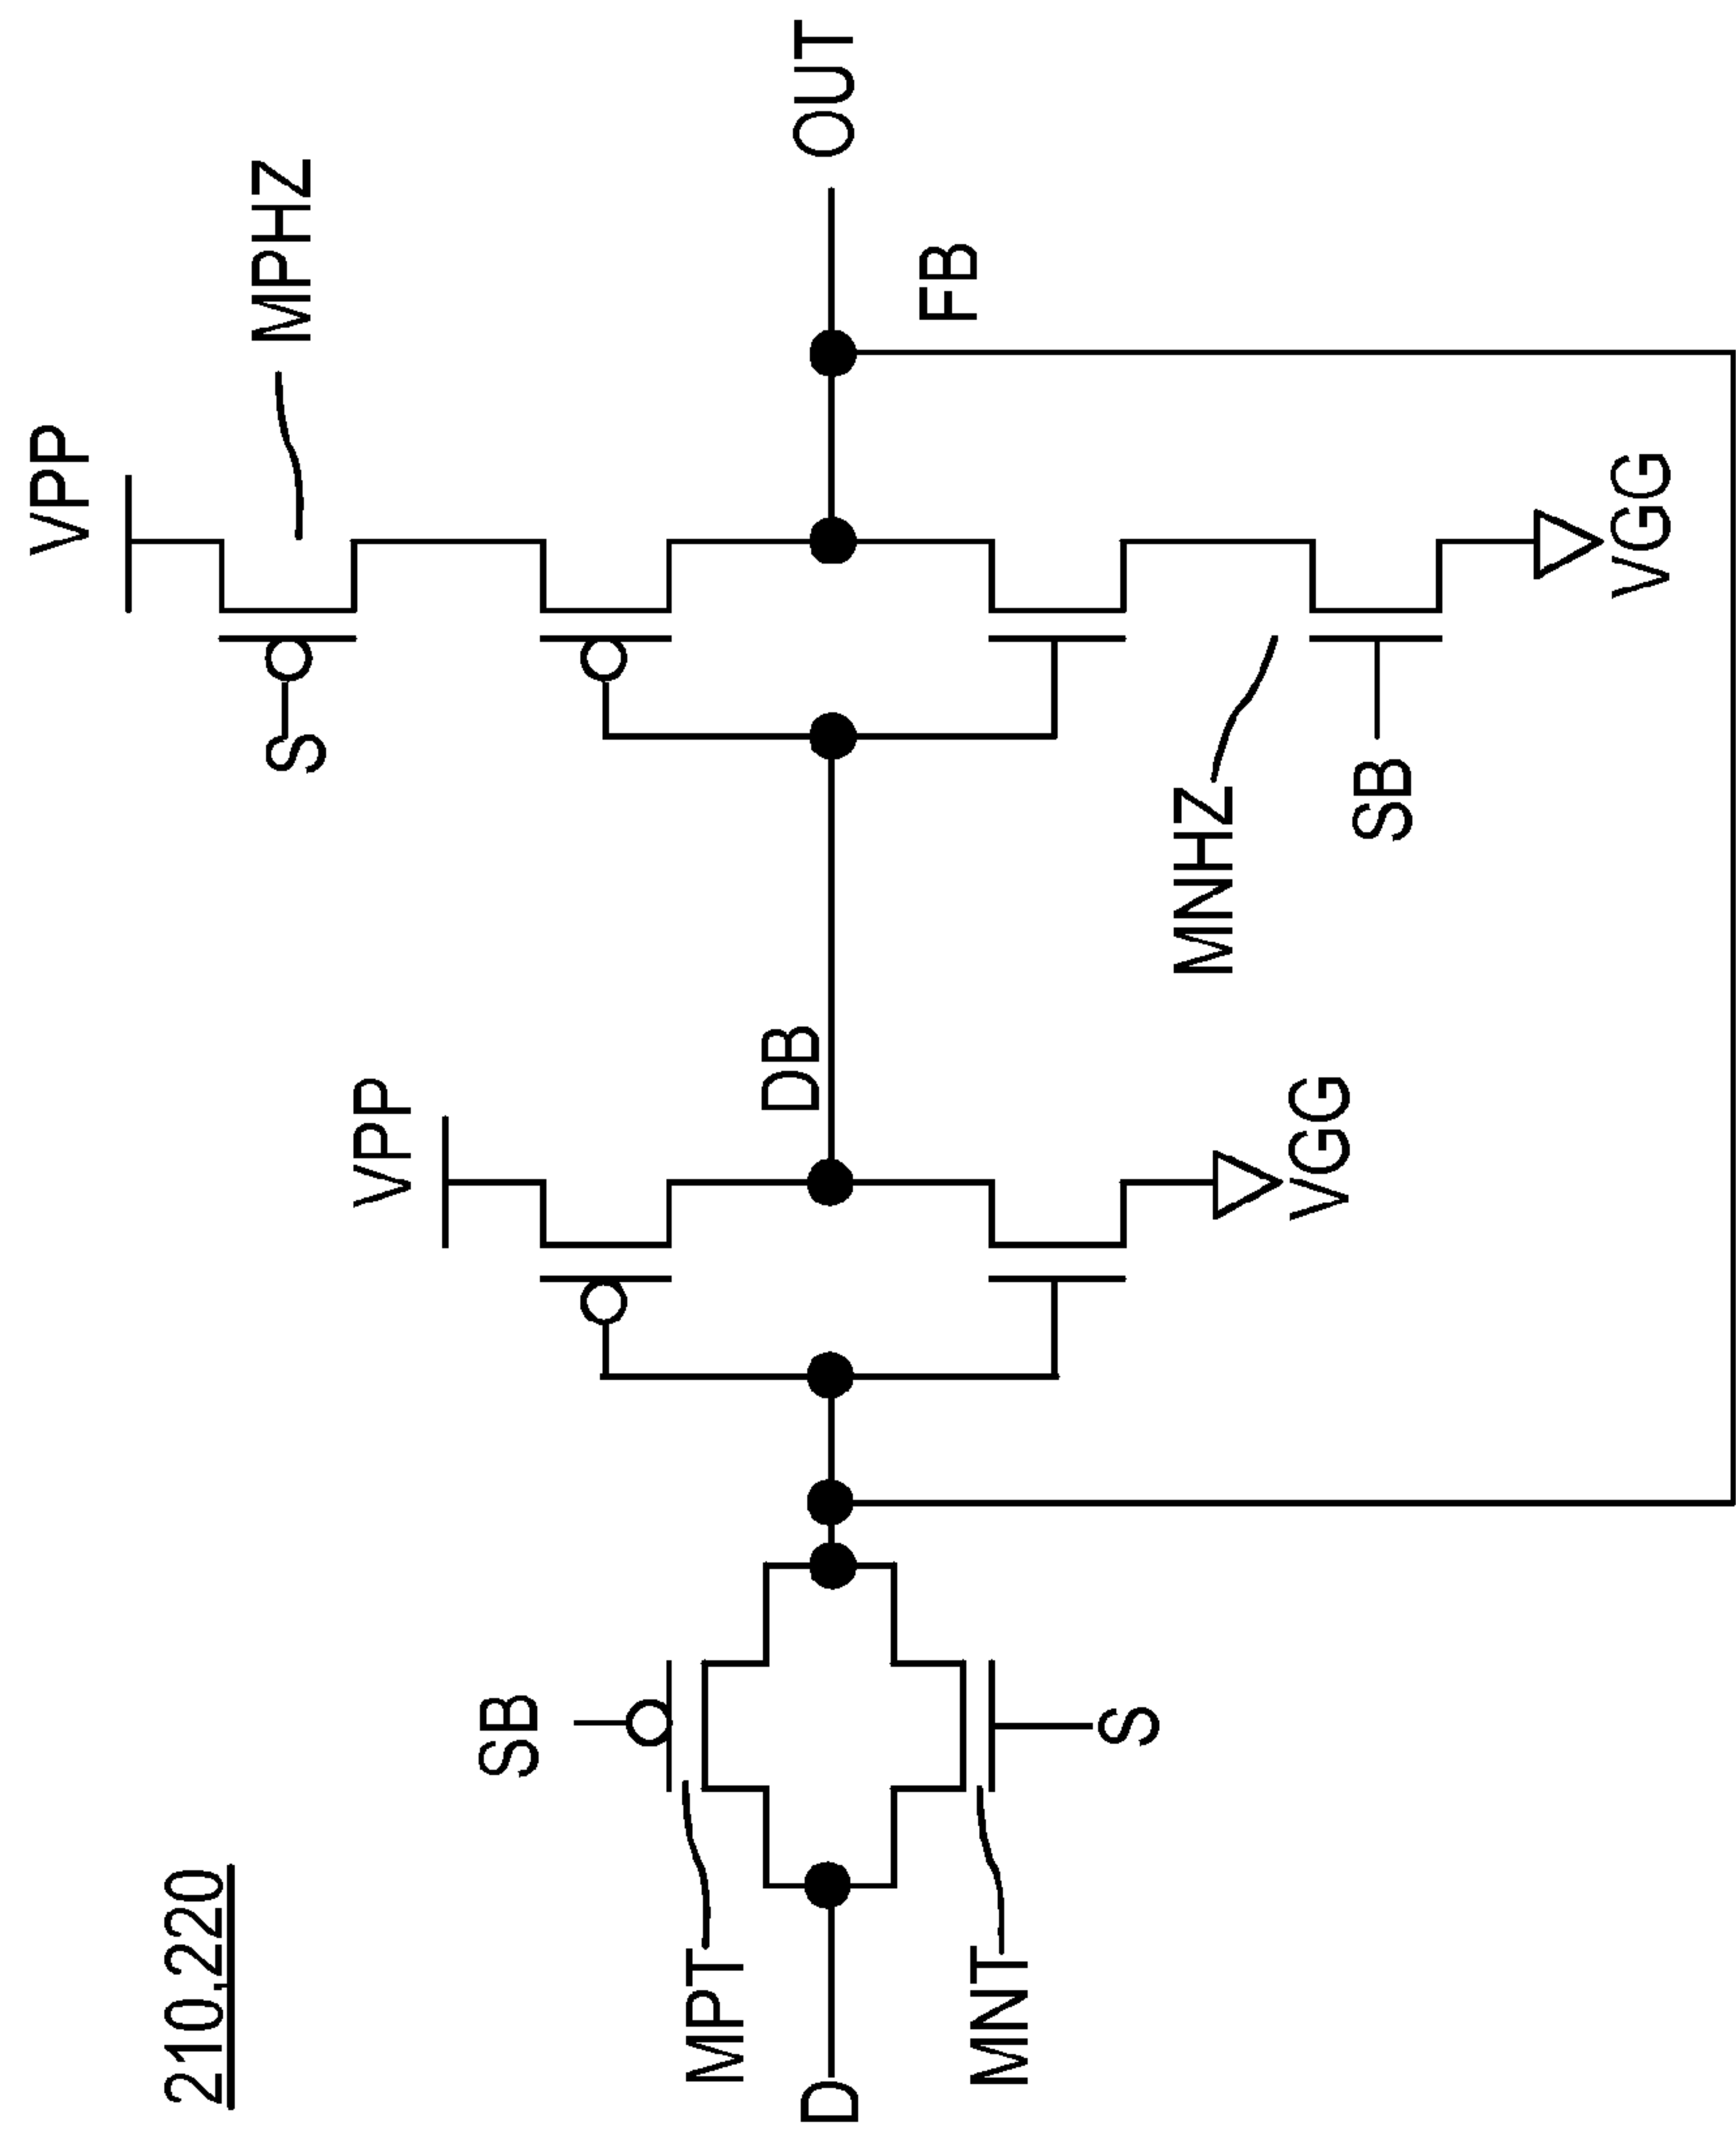 210,220
VPP
MPHZ
S
VPP
SB
MPT
D
DB
OUT
FB
MNT
S
MNHZ
VGG
SB
VGG